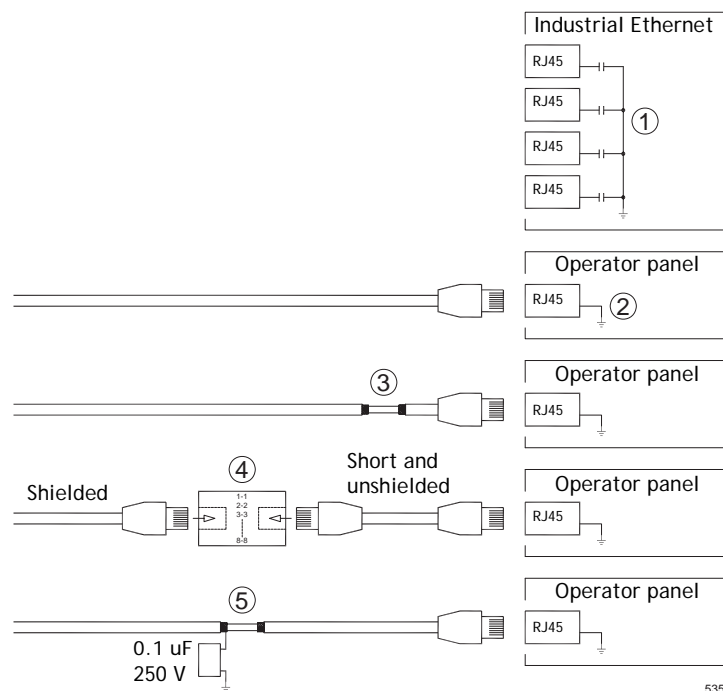 Industrial Ethernet
RJ45
RJ45
①
RJ45
RJ45
Operator panel
RJ45
②
Operator panel
③
RJ45
Operator panel
④
Short and
unshielded
Shielded
1-1
2-2
3-3
8-8
RJ45
Operator panel
⑤
RJ45
0.1 uF
250 V
535